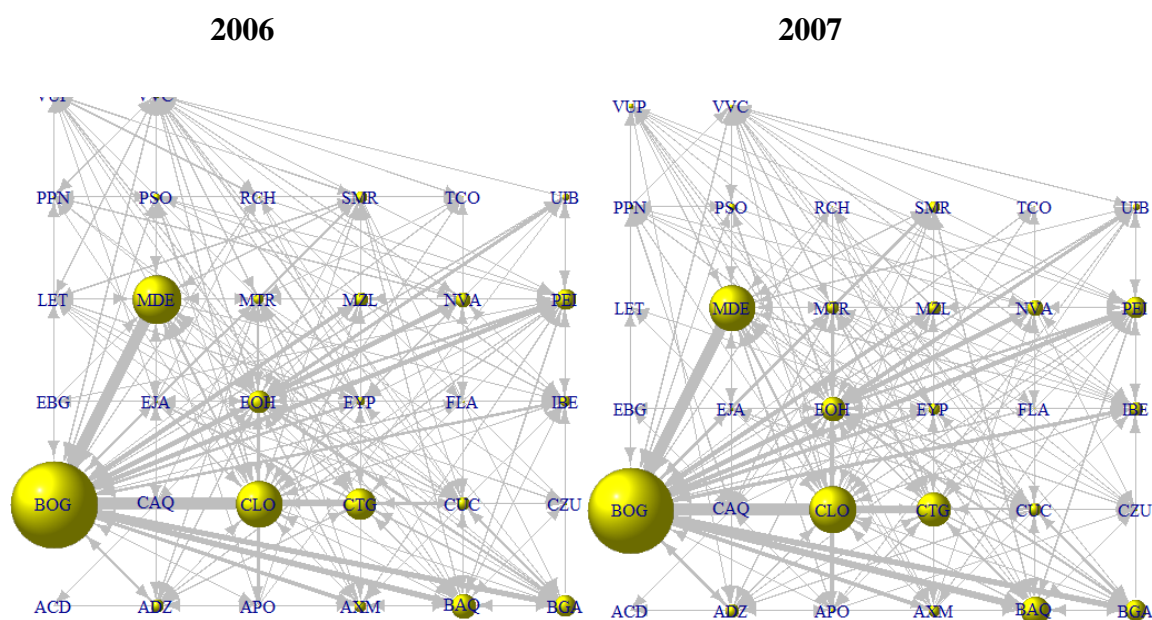 2006
PPN PSO RCH SMR TCO UIB
LET MDE MTR MZL NVA PEI
EBG EJA EOH EYP FLA IBE
BOG CAQ CLO CTG CUC CZU
ACD ADZ APO AXM BAQ BGA
2007
VUP VVC
PPN PSO RCH SMR TCO UIB
LET MDE MTR MZL NVA PEI
EBG EJA EOH EYP FLA IBE
BOG CAQ CLO CTG CUC CZU
ACD ADZ APO AXM BAQ BGA